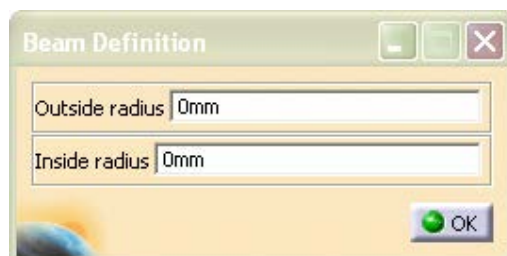 Beam Definition
Outside radius 0mm
Inside radius 0mm
OK